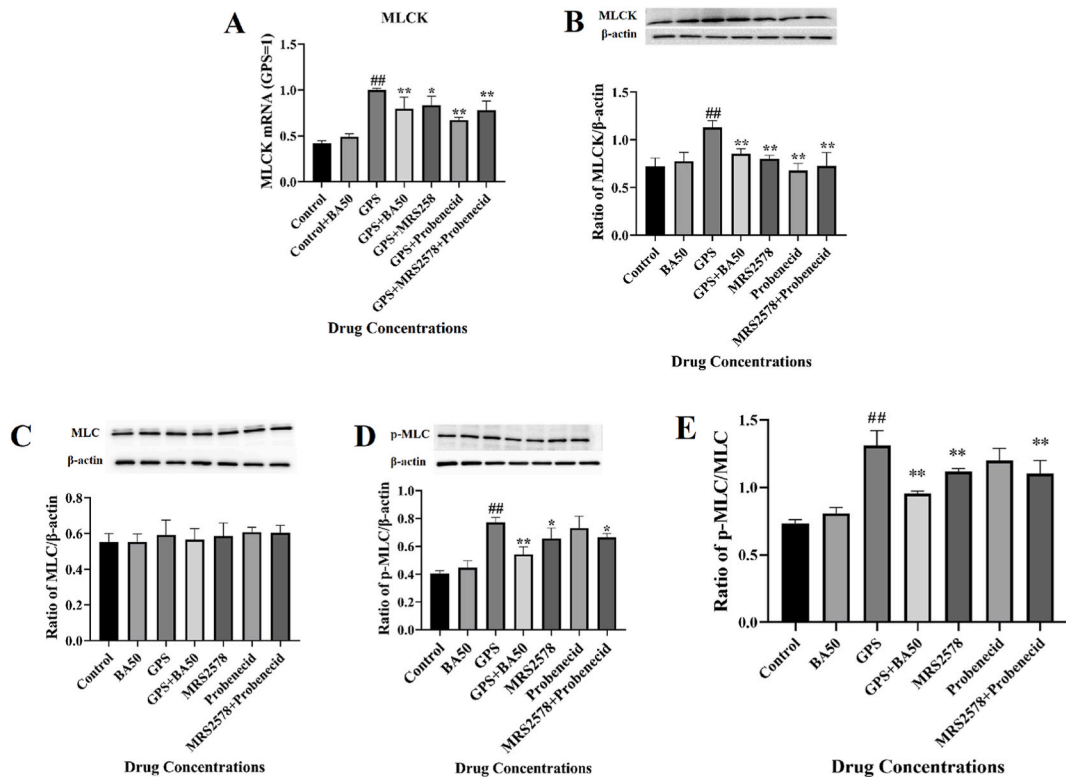 A
MLCK
MLCK mRNA (GPS=1)
1.5
1.0
0.5
0.0
##
**
*
**
**
Control
Control+BA50
GPS
GPS+BA50
GPS+MRS258
GPS+Probenecid
GPS+MRS2578+Probenecid
Drug Concentrations
B
MLCK
β-actin
Ratio of MLCK/β-actin
1.5
1.0
0.5
0.0
##
**
**
**
**
Control
BA50
GPS
GPS+BA50
MRS2578
Probenecid
MRS2578+Probenecid
Drug Concentrations
C
MLC
β-actin
Ratio of MLC/β-actin
0.8
0.6
0.4
0.2
0.0
Control
BA50
GPS
GPS+BA50
MRS2578
Probenecid
MRS2578+Probenecid
Drug Concentrations
D
p-MLC
β-actin
Ratio of p-MLC/β-actin
1.0
0.8
0.6
0.4
0.2
0.0
##
**
*
*
Control
BA50
GPS
GPS+BA50
MRS2578
Probenecid
MRS2578+Probenecid
Drug Concentrations
E
Ratio of p-MLC/MLC
1.5
1.0
0.5
0.0
##
**
**
**
Control
BA50
GPS
GPS+BA50
MRS2578
Probenecid
MRS2578+Probenecid
Drug Concentrations